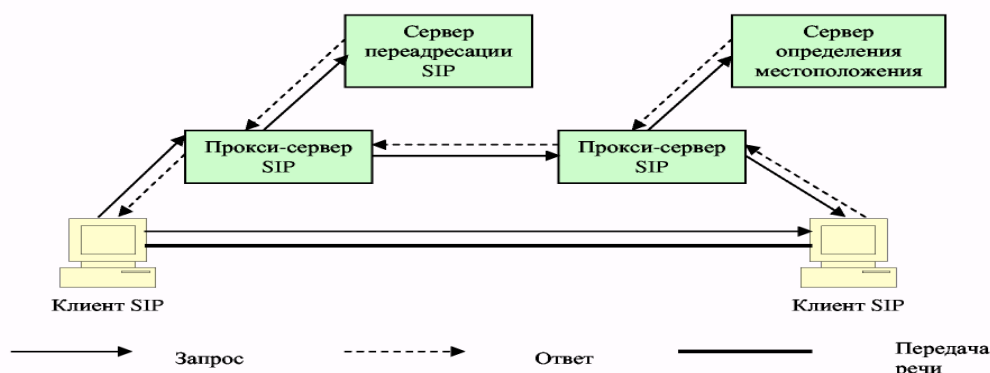 Сервер
переадресации
SIP
Сервер
определения
местоположения
Прокси-сервер
SIP
Прокси-сервер
SIP
Клиент SIP
Клиент SIP
Запрос
Ответ
Передача
речи